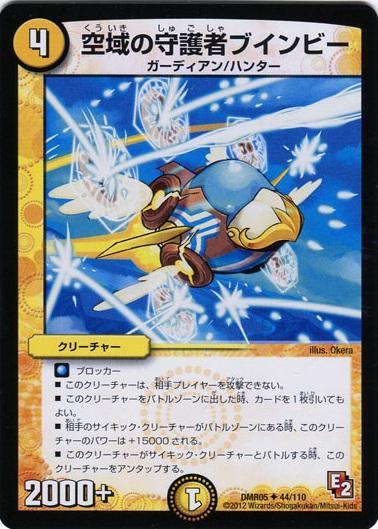 4
くういき しゅごしゃ
空域の守護者ブインビー
ガーディアン/ハンター
illus. Okera
クリーチャー
ブロッカー
■ このクリーチャーは、相手プレイヤーを攻撃できない。
■ このクリーチャーをバトルゾーンに出した時、カードを1枚引いてもよい。
■ 相手のサイキック・クリーチャーがバトルゾーンにある間、このクリーチャーのパワーは+15000される。
■ このクリーチャーがサイキック・クリーチャーとバトルする時、このクリーチャーをアンタップする。
2000+
1
DMR05 ♦ 44/110
©2012 Wizards/Shogakukan/Mitsui-Kids
E2